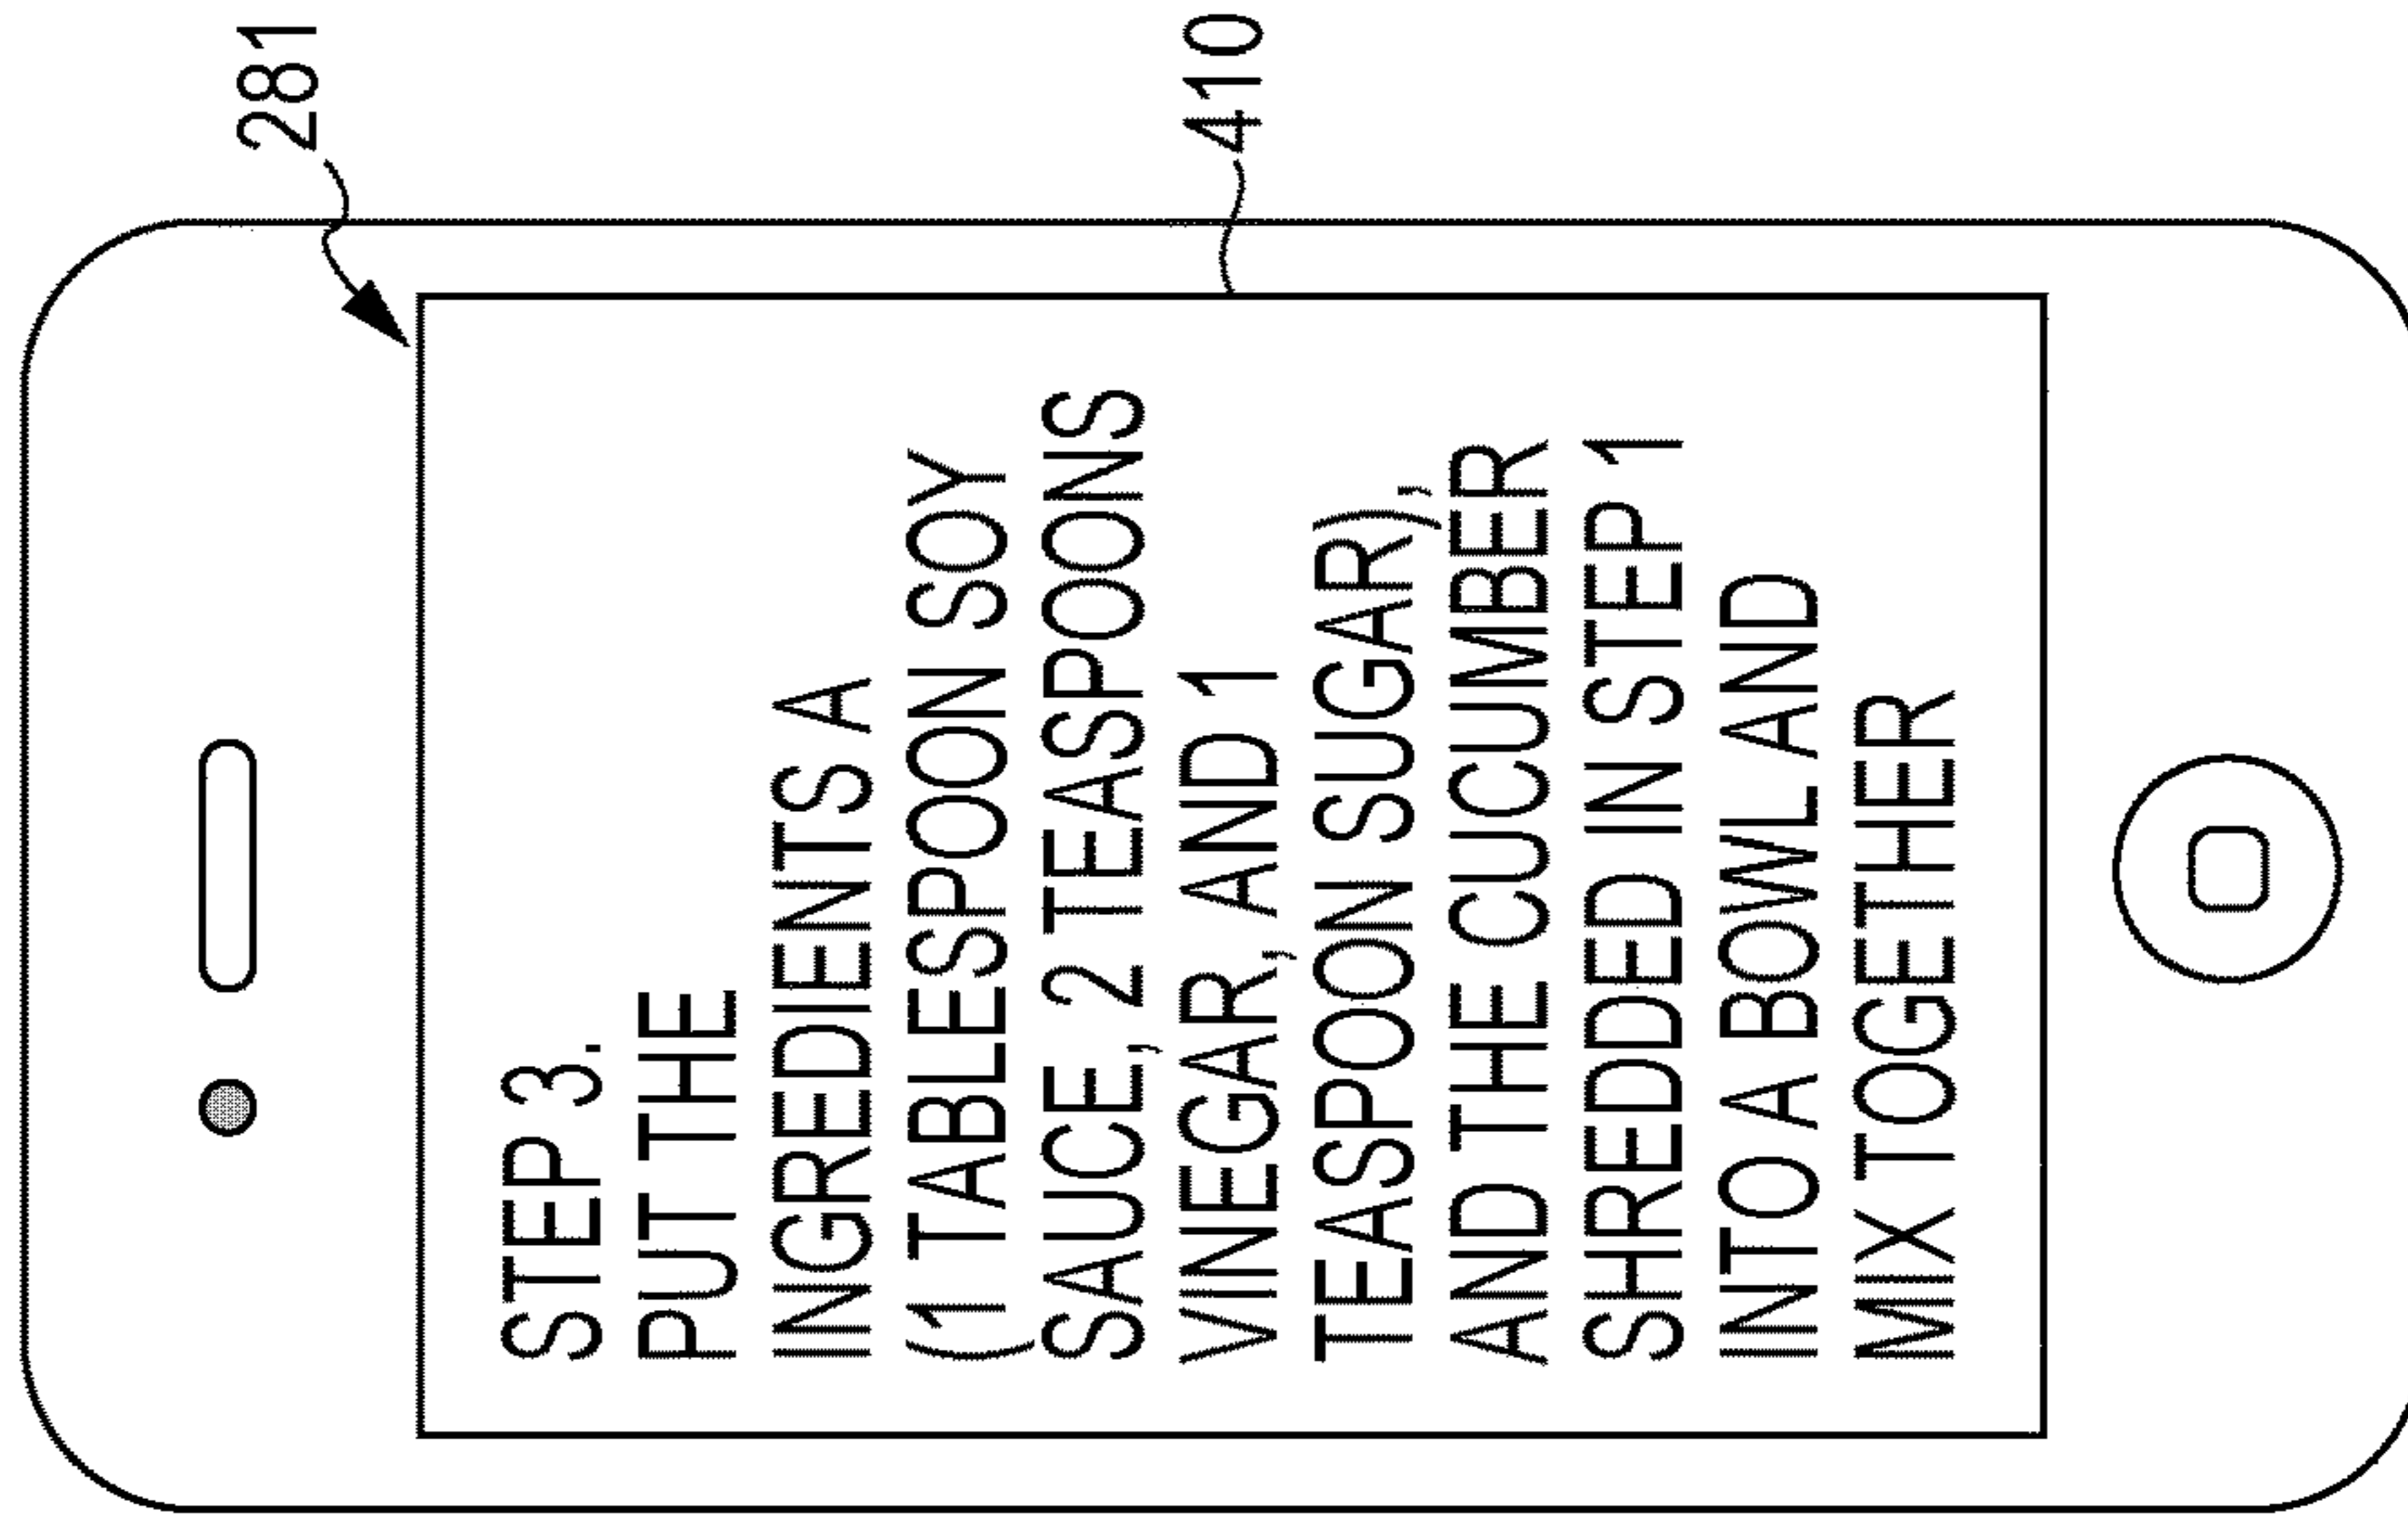 281
410
STEP 3.
PUT THE
INGREDIENTS A
(1 TABLESPOON SOY
SAUCE, 2 TEASPOONS
VINEGAR, AND 1
TEASPOON SUGAR),
AND THE CUCUMBER
SHREDDED IN STEP 1
INTO A BOWL AND
MIX TOGETHER